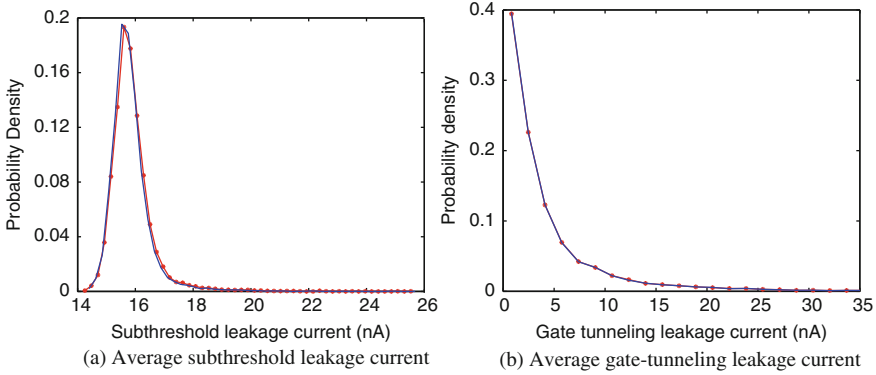 0.2
0.16
0.12
0.08
0.04
0
Probability Density
14 16 18 20 22 24 26
Subthreshold leakage current (nA)
(a) Average subthreshold leakage current
0.4
0.3
0.2
0.1
0
Probability density
0 5 10 15 20 25 30 35
Gate tunneling leakage current (nA)
(b) Average gate-tunneling leakage current